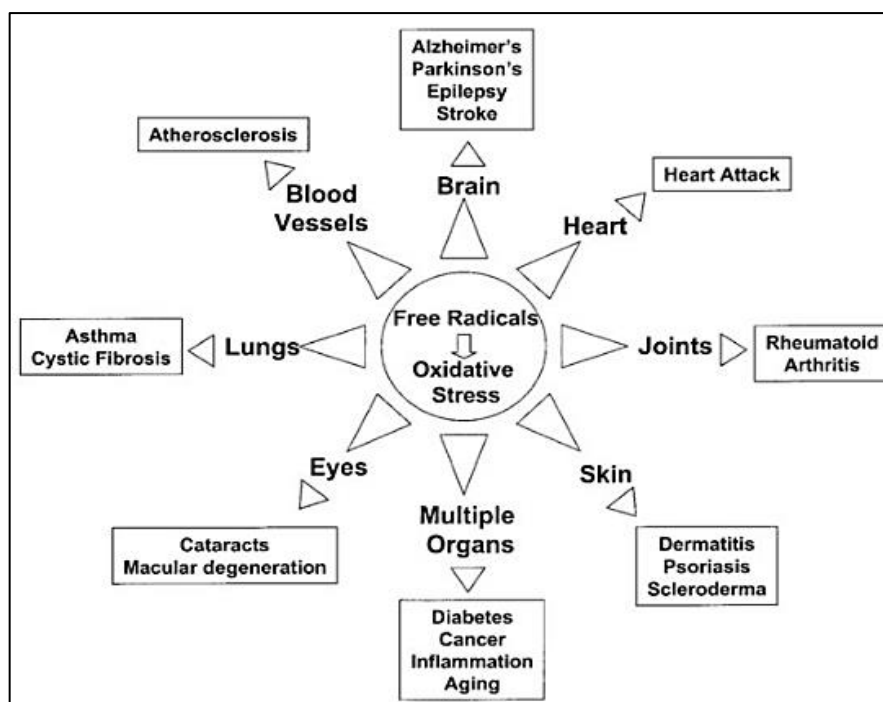 Alzheimer's
Parkinson's
Epilepsy
Stroke
Brain
Atherosclerosis
Blood
Vessels
Heart Attack
Heart
Free Radicals
Oxidative
Stress
Asthma
Cystic Fibrosis
Lungs
Joints
Rheumatoid
Arthritis
Eyes
Cataracts
Macular degeneration
Multiple
Organs
Diabetes
Cancer
Inflammation
Aging
Skin
Dermatitis
Psoriasis
Scleroderma